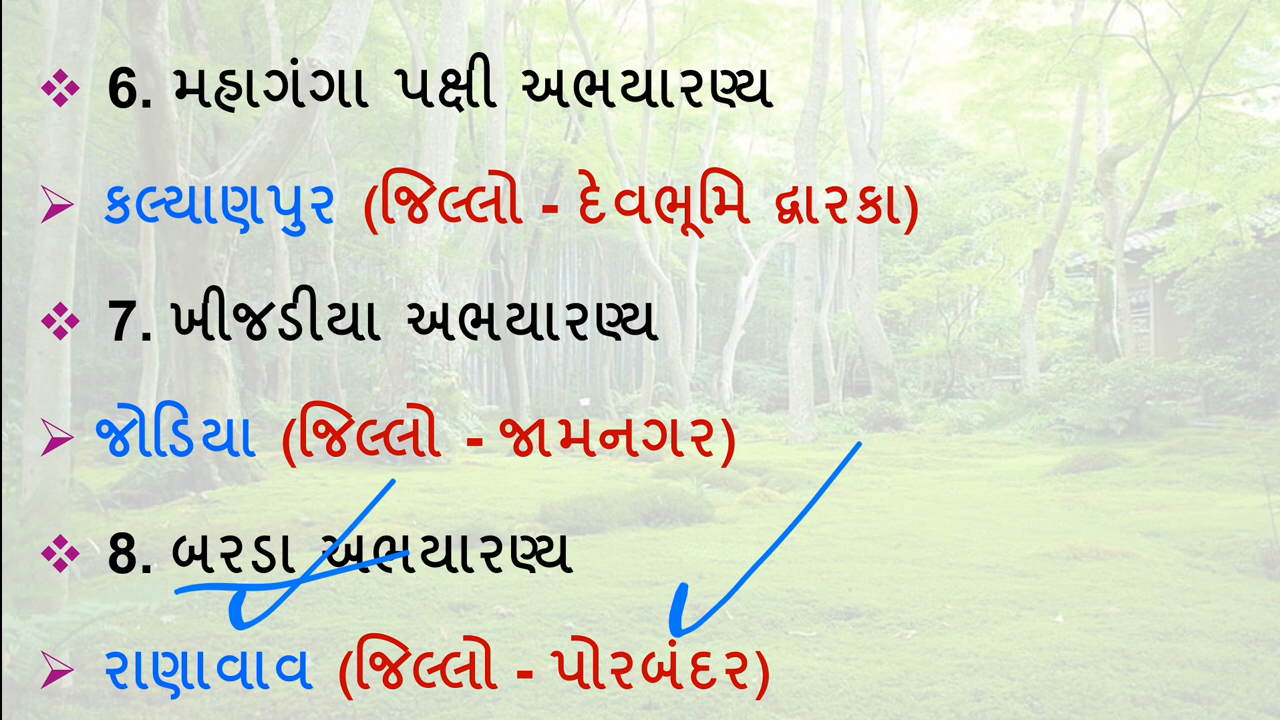 ❖ 6. મહાગંગા પક્ષી અભયારણ્ય
➢ કલ્યાણપુર (જિલ્લો - દેવભૂમિ દ્વારકા)
❖ 7. ખીજડીયા અભયારણ્ય
➢ જોડિયા (જિલ્લો - જામનગર)
❖ 8. બરડા અભયારણ્ય
➢ રાણાવાવ (જિલ્લો - પોરબંદર)